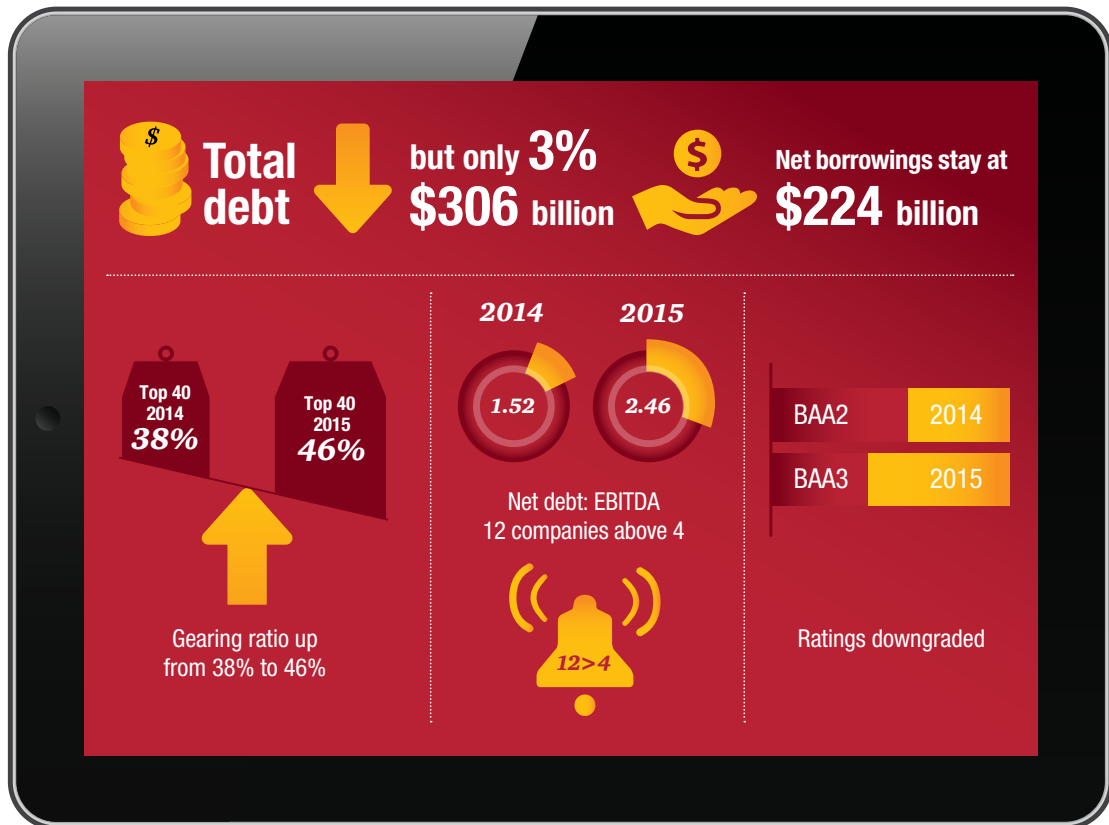 $
Total
debt
but only 3%
$306 billion
$
Net borrowings stay at
$224 billion
Top 40
2014
38%
Top 40
2015
46%
Gearing ratio up
from 38% to 46%
2014 2015
1.52 2.46
Net debt: EBITDA
12 companies above 4
12>4
BAA2 2014
BAA3 2015
Ratings downgraded